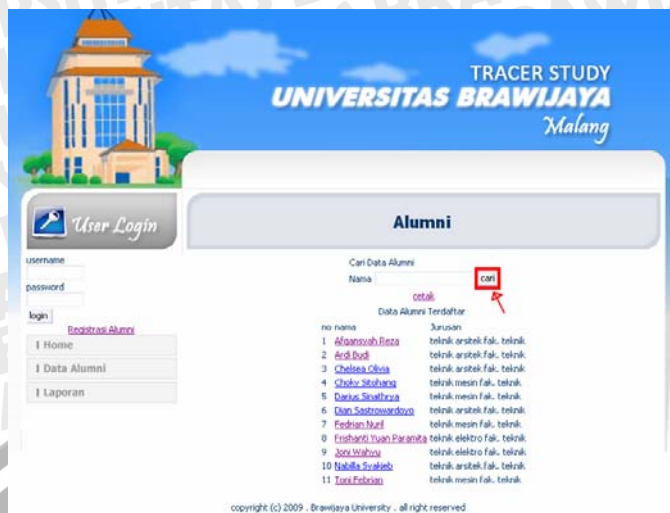 TRACER STUDY
UNIVERSITAS BRAWIJAYA
Malang
User Login
Alumni
username
password
login
Registrasi Alumni
Home
Data Alumni
Laporan
Cari Data Alumni
Nama cari
cetak
Data Alumni Terdaftar
no nama Jurusan
1 Afgansyah Reza teknik arsitek fak. teknik
2 Ardi Budi teknik arsitek fak. teknik
3 Chelsea Olivia teknik arsitek fak. teknik
4 Choky Sitohang teknik mesin fak. teknik
5 Darius Sinathrya teknik mesin fak. teknik
6 Dian Sastrowardoyo teknik arsitek fak. teknik
7 Fedrian Nuril teknik mesin fak. teknik
8 Frishanti Yuan Paramita teknik elektro fak. teknik
9 Joni Wahyu teknik elektro fak. teknik
10 Nabilla Syakieb teknik arsitek fak. teknik
11 Toni Febrian teknik mesin fak. teknik
copyright (c) 2009 . Brawijaya University . all right reserved